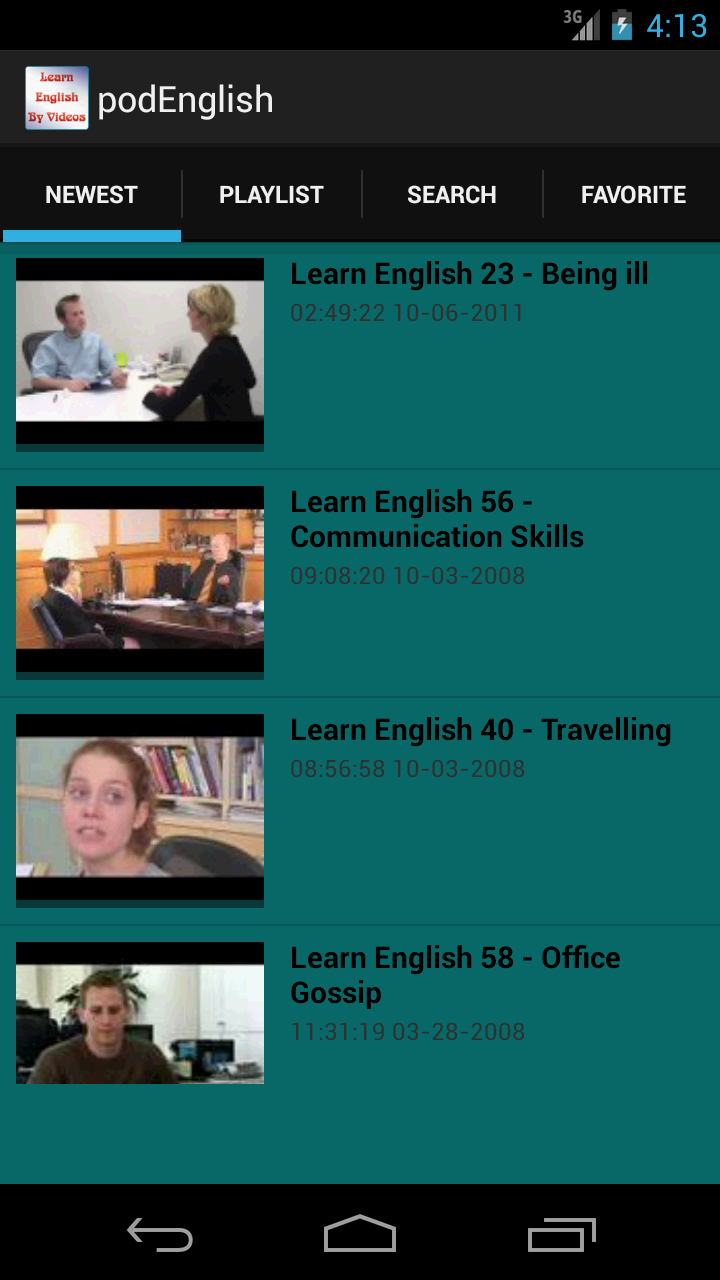 3G
4:13
Learn
English
By Videos
podEnglish
NEWEST
PLAYLIST
SEARCH
FAVORITE
Learn English 23 - Being ill
02:49:22 10-06-2011
Learn English 56 -
Communication Skills
09:08:20 10-03-2008
Learn English 40 - Travelling
08:56:58 10-03-2008
Learn English 58 - Office
Gossip
11:31:19 03-28-2008